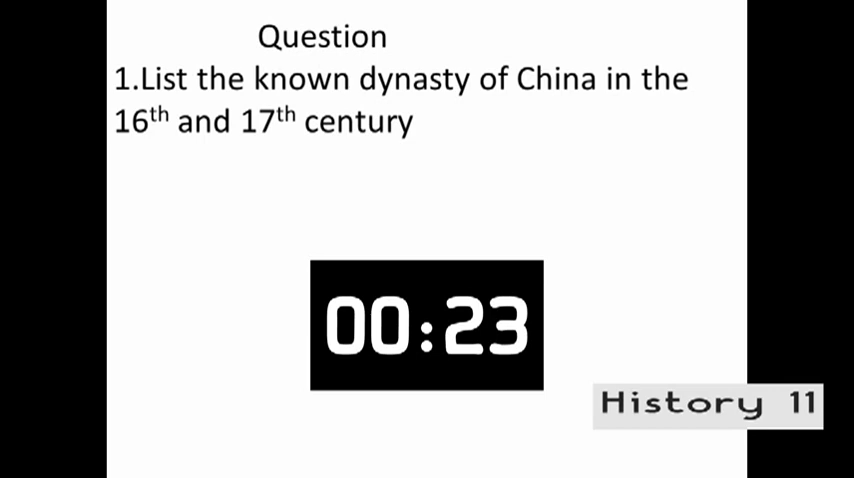 Question
1.List the known dynasty of China in the
16th and 17th century
00:23
History 11